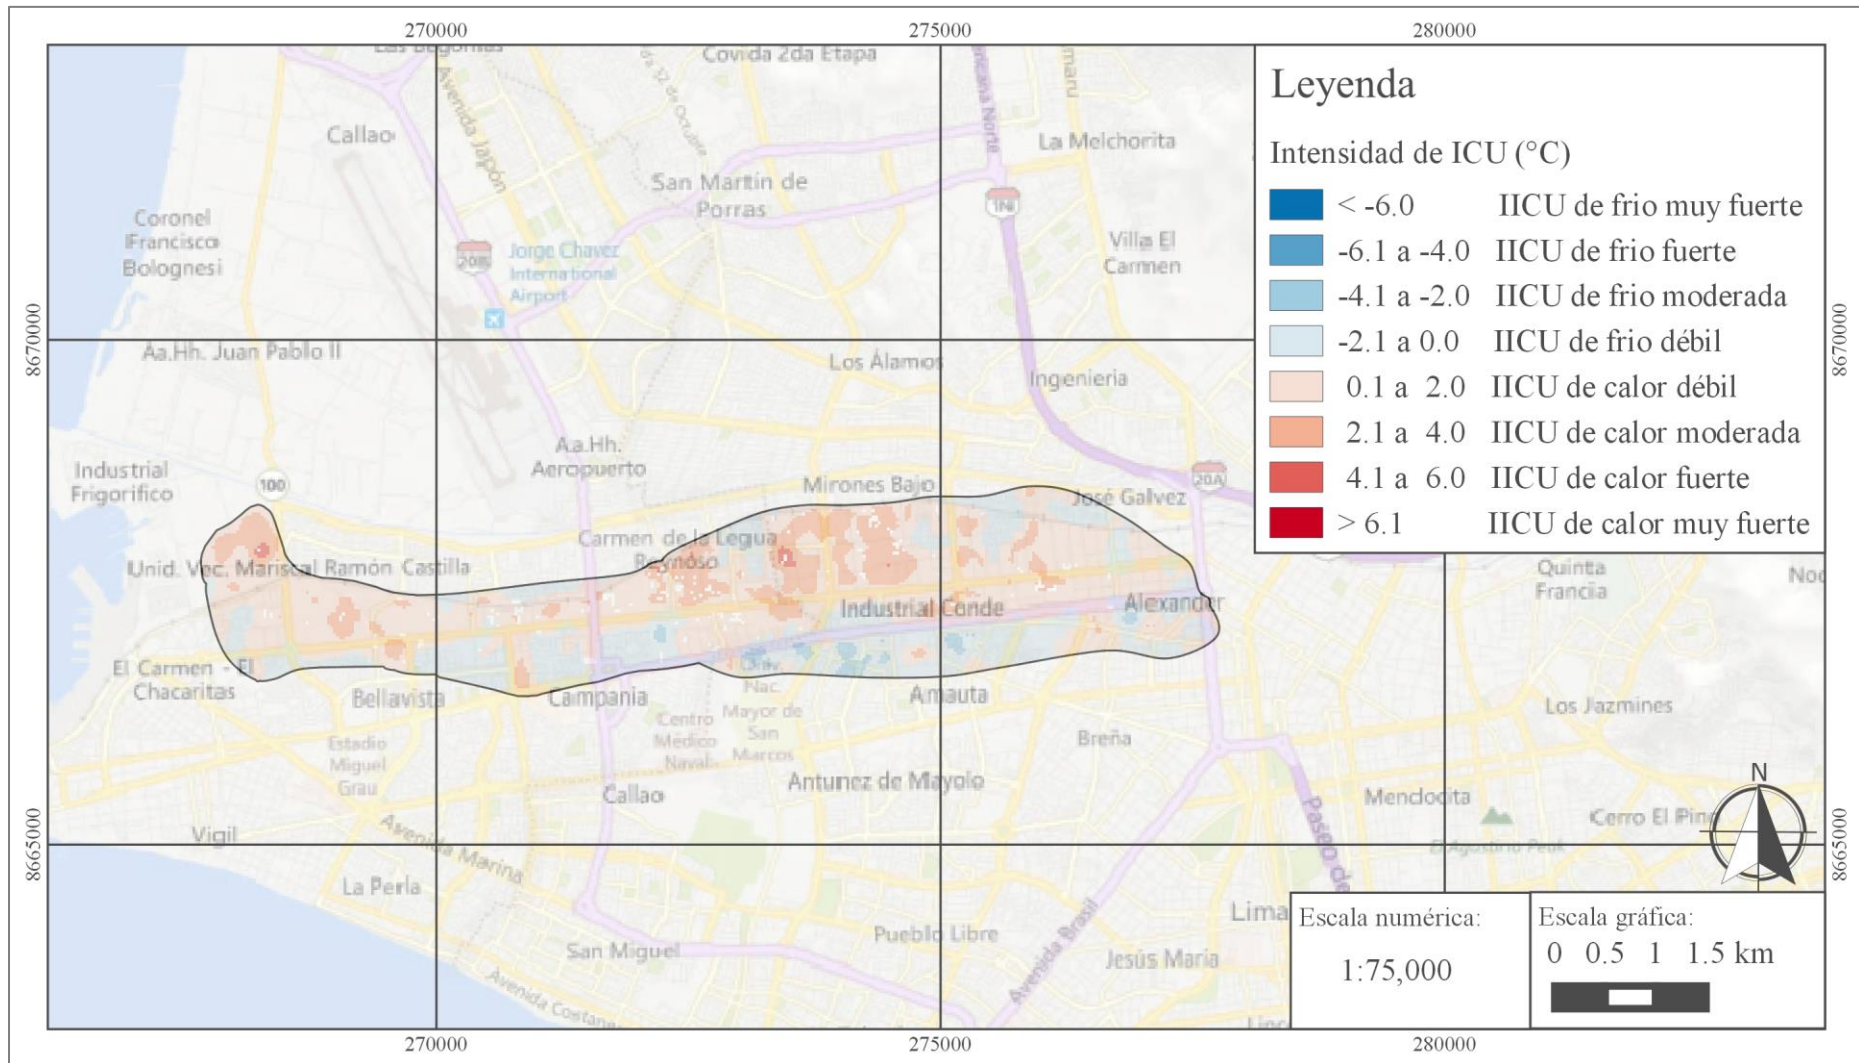 270000
275000
280000
Covida 2da Etapa
Leyenda
Intensidad de ICU (°C)
< -6.0 IICU de frio muy fuerte
-6.1 a -4.0 IICU de frio fuerte
-4.1 a -2.0 IICU de frio moderada
-2.1 a 0.0 IICU de frio débil
0.1 a 2.0 IICU de calor débil
2.1 a 4.0 IICU de calor moderada
4.1 a 6.0 IICU de calor fuerte
> 6.1 IICU de calor muy fuerte
Callao
Avenida Japón
La Melchorita
San Martín de
Porras
1N
Coronel
Francisco
Bolognesi
20B
Jorge Chavez
International
Airport
Villa El
Carmen
8670000
8670000
Aa.Hh. Juan Pablo II
Los Álamos
Ingenieria
A.a.Hh.
Aeropuerto
Industrial
Frigorifico
100
Mirones Bajo
José Galvez
20A
Carmen de la Legua
Reynoso
Unid. Vec. Mariscal Ramón Castilla
Quinta
Francia
Industrial Conde
Alexander
El Carmen - El
Chacaritas
Bellavista
Campania
Univ.
Nac.
Mayor de
San
Marcos
Amauta
Centro
Médico
Naval
Estadio
Miguel
Grau
Breña
Los Jazmines
Callao
Antunez de Mayolo
Mendocita
Cerro El Pino
El Agustino Peak
N
Vigil
Avenida Marina
Paseo de
8665000
8665000
La Perla
San Miguel
Pueblo Libre
Avenida Brasil
Jesús Maria
Lima
Escala numérica:
1:75,000
Escala gráfica:
0 0.5 1 1.5 km
270000
275000
280000